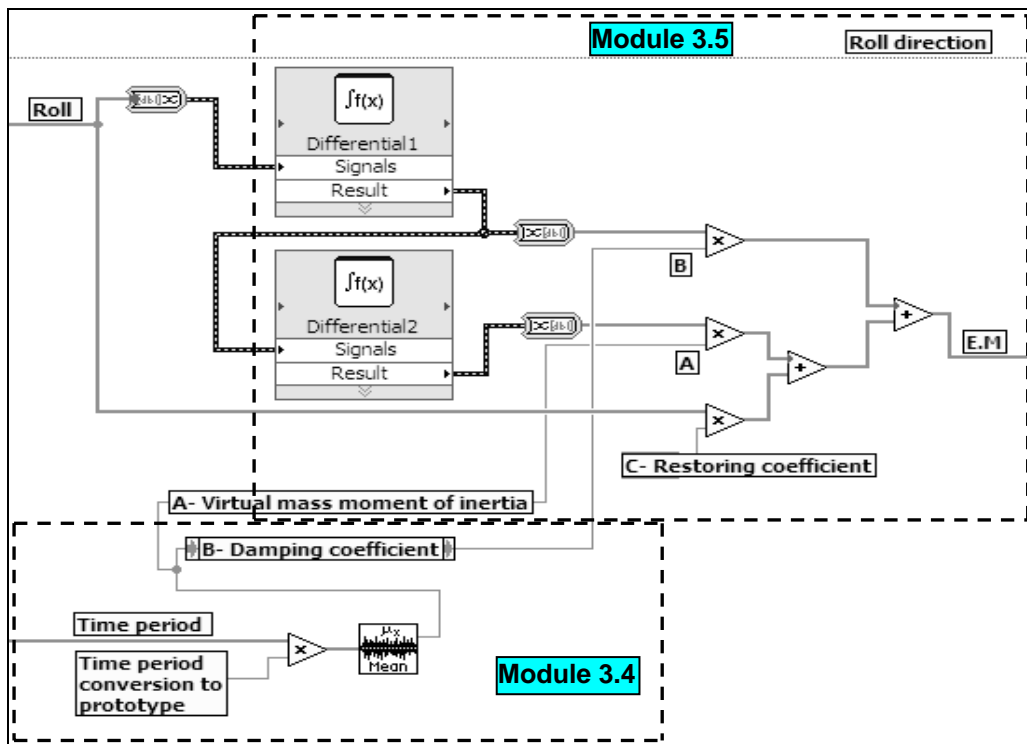 Module 3.5
Roll direction
Roll
∫f(x)
Differential1
Signals
Result
B
∫f(x)
Differential2
Signals
Result
A
E.M
C- Restoring coefficient
A- Virtual mass moment of inertia
B- Damping coefficient
Time period
μx
Mean
Time period
conversion to
prototype
Module 3.4